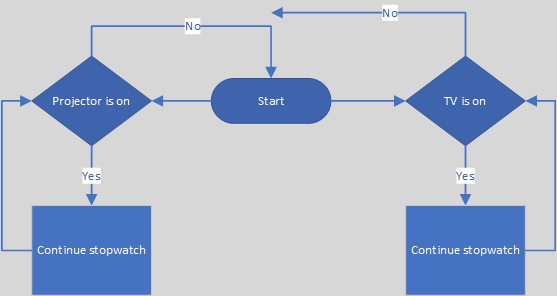 No
No
Projector is on
Start
TV is on
Yes
Yes
Continue stopwatch
Continue stopwatch